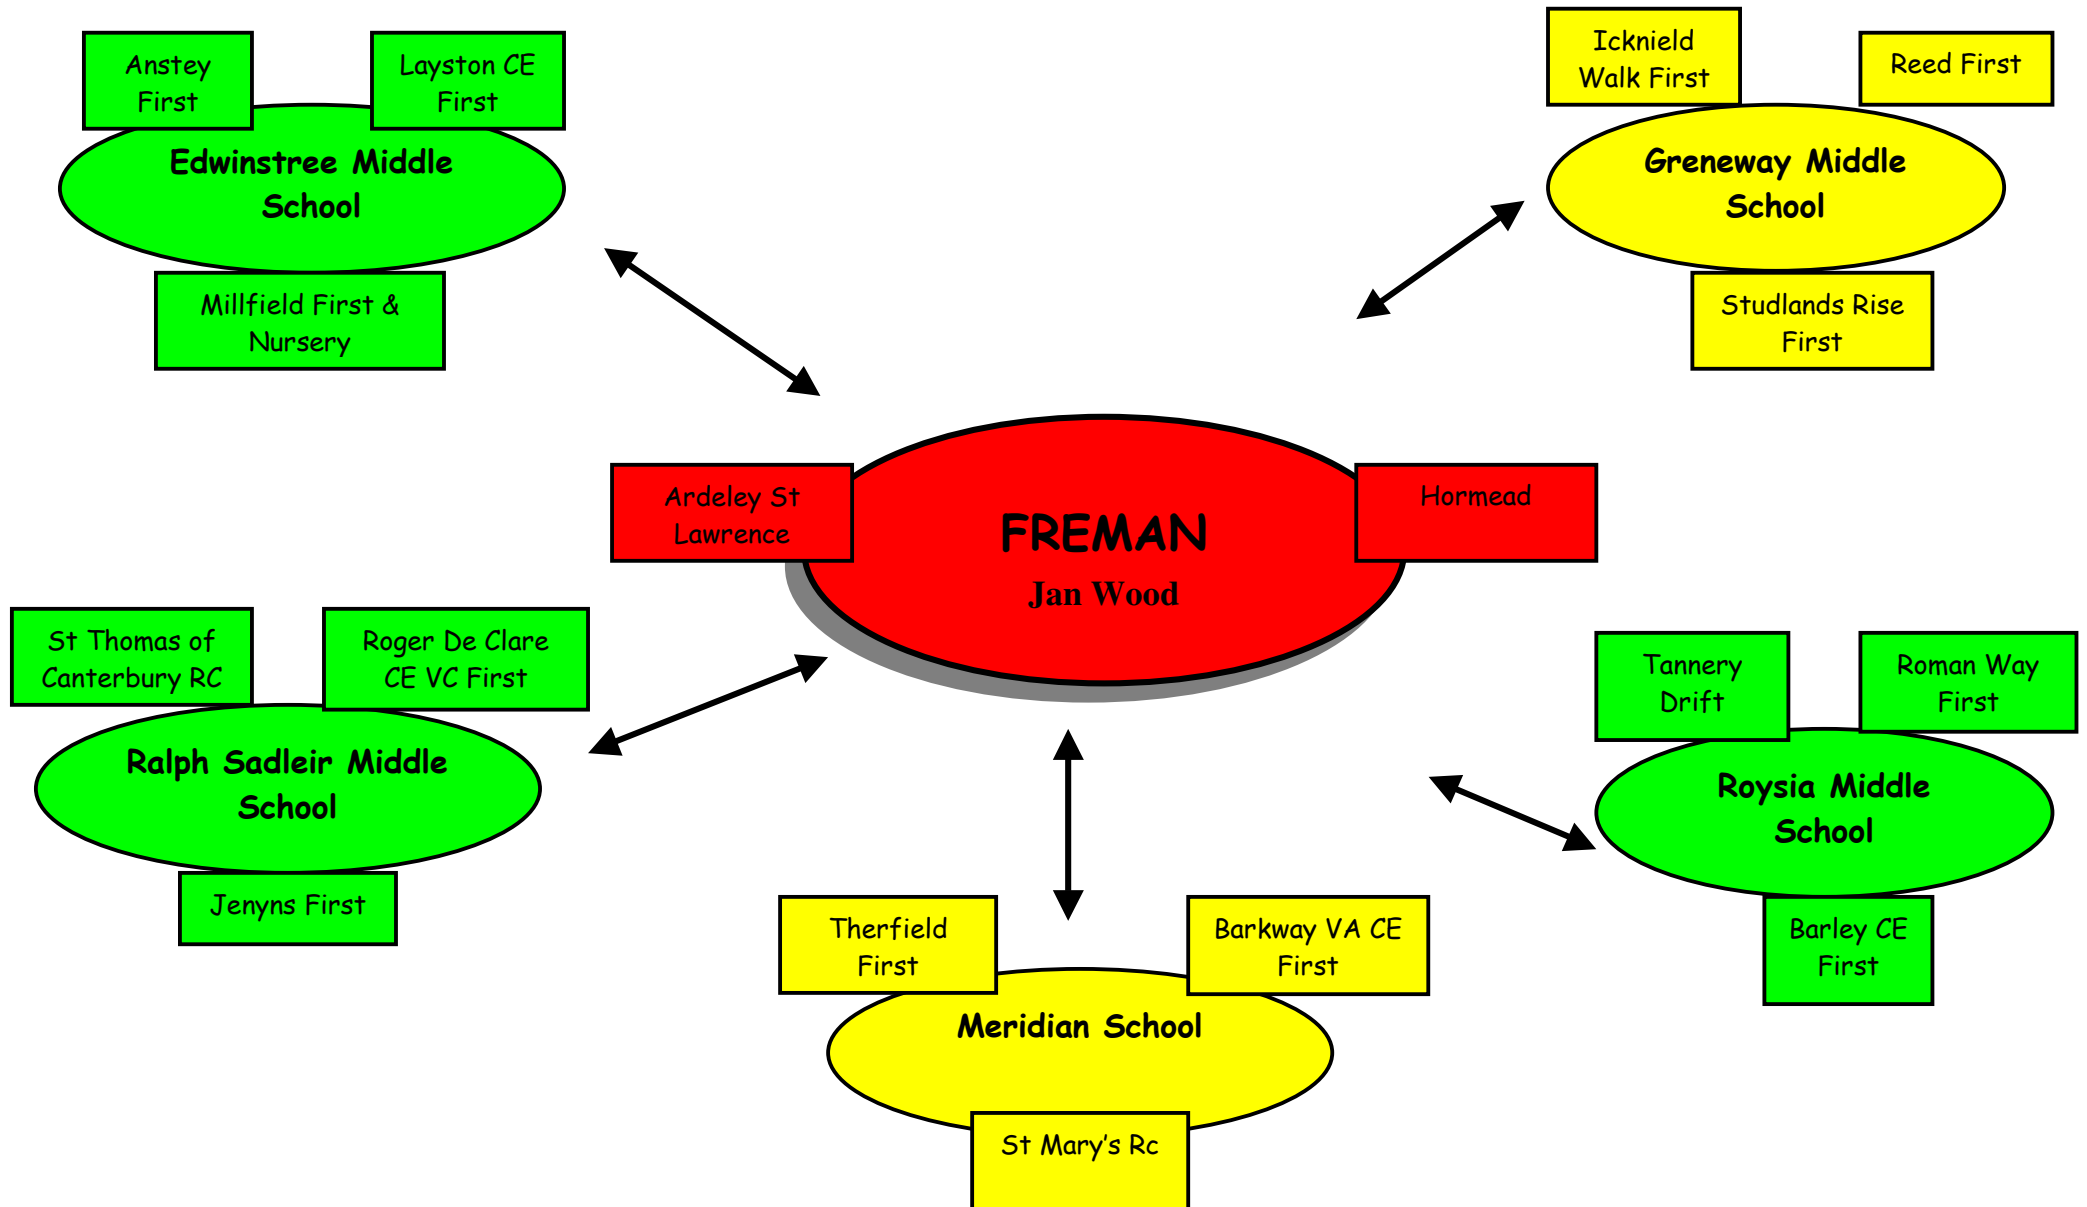 Anstey
First
Layston CE
First
Edwinstree Middle
School
Millfield First &
Nursery
Icknield
Walk First
Reed First
Greneway Middle
School
Studlands Rise
First
Ardeley St
Lawrence
FREMAN
Jan Wood
Hormead
St Thomas of
Canterbury RC
Roger De Clare
CE VC First
Ralph Sadleir Middle
School
Jenyns First
Tannery
Drift
Roman Way
First
Roysia Middle
School
Barley CE
First
Therfield
First
Barkway VA CE
First
Meridian School
St Mary's Rc